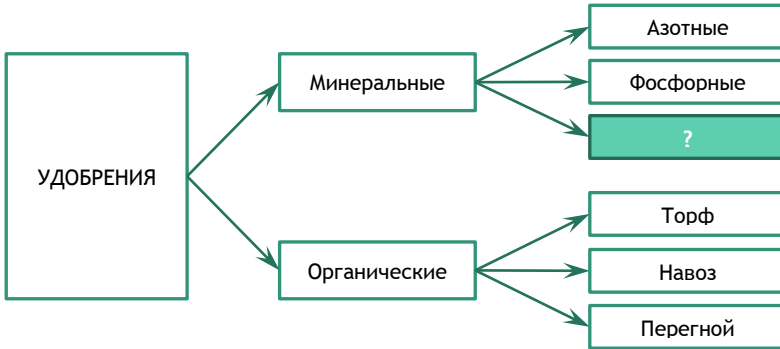 УДОБРЕНИЯ
Минеральные
Азотные
Фосфорные
?
Органические
Торф
Навоз
Перегной